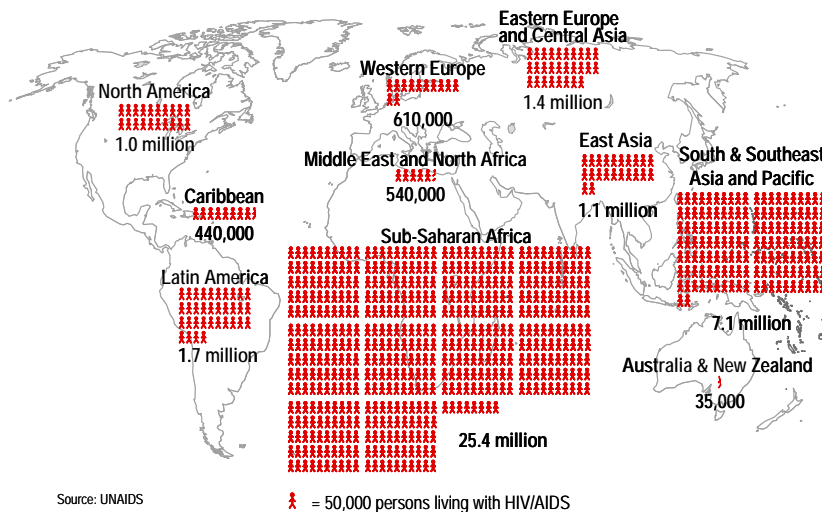 Eastern Europe
and Central Asia
1.4 million
Western Europe
610,000
North America
1.0 million
East Asia
1.1 million
South & Southeast
Asia and Pacific
7.1 million
Middle East and North Africa
540,000
Caribbean
440,000
Sub-Saharan Africa
25.4 million
Latin America
1.7 million
Australia & New Zealand
35,000
Source: UNAIDS
= 50,000 persons living with HIV/AIDS